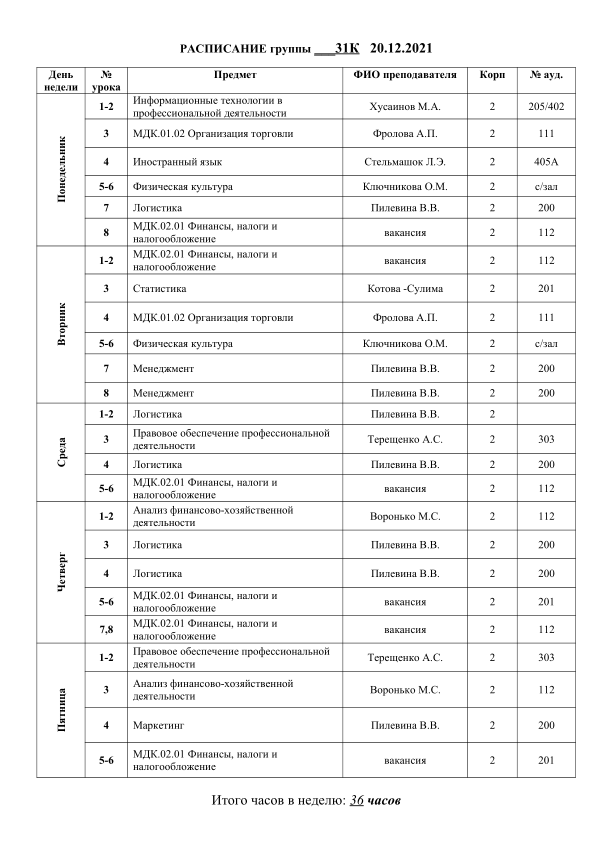 РАСПИСАНИЕ группы ___31К 20.12.2021
День недели № урока Предмет ФИО преподавателя Корп № ауд.
Понедельник
1-2 Информационные технологии в профессиональной деятельности Хусаинов М.А. 2 205/402
3 МДК.01.02 Организация торговли Фролова А.П. 2 111
4 Иностранный язык Стельмашок Л.Э. 2 405А
5-6 Физическая культура Ключникова О.М. 2 с/зал
7 Логистика Пилевина В.В. 2 200
8 МДК.02.01 Финансы, налоги и налогообложение вакансия 2 112
Вторник
1-2 МДК.02.01 Финансы, налоги и налогообложение вакансия 2 112
3 Статистика Котова -Сулима 2 201
4 МДК.01.02 Организация торговли Фролова А.П. 2 111
5-6 Физическая культура Ключникова О.М. 2 с/зал
7 Менеджмент Пилевина В.В. 2 200
8 Менеджмент Пилевина В.В. 2 200
Среда
1-2 Логистика Пилевина В.В. 2
3 Правовое обеспечение профессиональной деятельности Терещенко А.С. 2 303
4 Логистика Пилевина В.В. 2 200
5-6 МДК.02.01 Финансы, налоги и налогообложение вакансия 2 112
Четверг
1-2 Анализ финансово-хозяйственной деятельности Воронько М.С. 2 112
3 Логистика Пилевина В.В. 2 200
4 Логистика Пилевина В.В. 2 200
5-6 МДК.02.01 Финансы, налоги и налогообложение вакансия 2 201
7,8 МДК.02.01 Финансы, налоги и налогообложение вакансия 2 112
Пятница
1-2 Правовое обеспечение профессиональной деятельности Терещенко А.С. 2 303
3 Анализ финансово-хозяйственной деятельности Воронько М.С. 2 112
4 Маркетинг Пилевина В.В. 2 200
5-6 МДК.02.01 Финансы, налоги и налогообложение вакансия 2 201
Итого часов в неделю: 36 часов